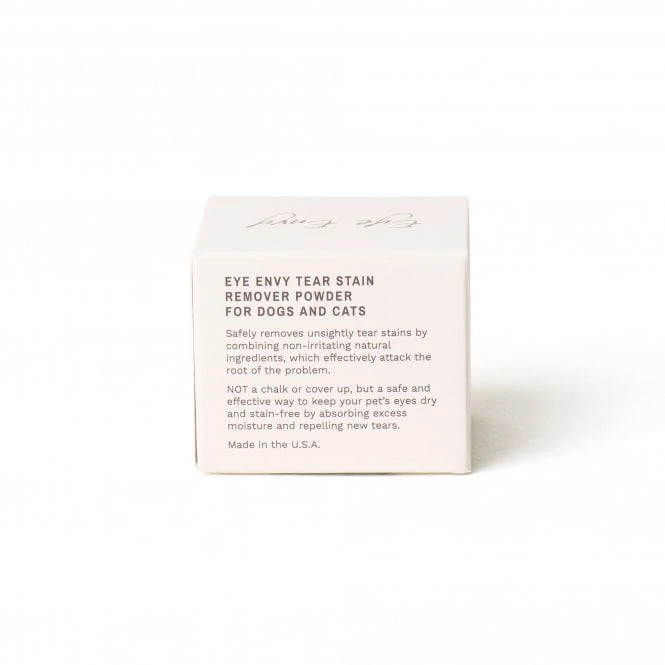 Eye Envy
EYE ENVY TEAR STAIN
REMOVER POWDER
FOR DOGS AND CATS
Safely removes unsightly tear stains by
combining non-irritating natural
ingredients, which effectively attack the
root of the problem.
NOT a chalk or cover up, but a safe and
effective way to keep your pet's eyes dry
and stain-free by absorbing excess
moisture and repelling new tears.
Made in the U.S.A.